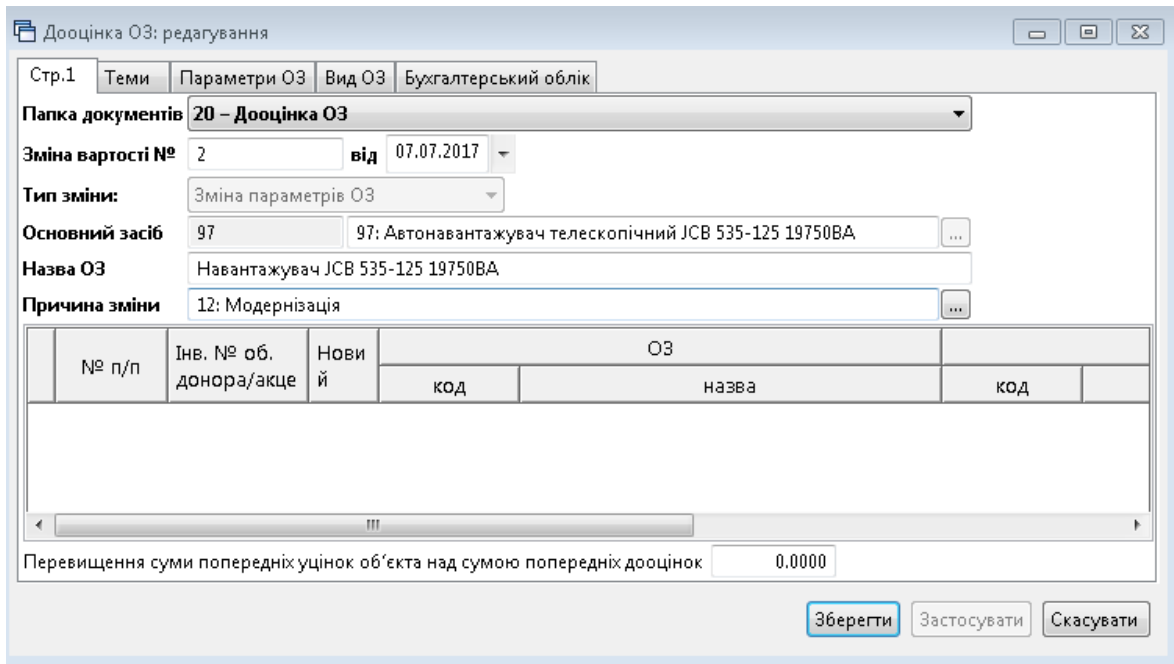 Дооцінка ОЗ: редагування
Стр.1 Теми Параметри ОЗ Вид ОЗ Бухгалтерський облік
Папка документів 20 – Дооцінка ОЗ
Зміна вартості № 2 від 07.07.2017
Тип зміни: Зміна параметрів ОЗ
Основний засіб 97 97: Автонавантажувач телескопічний JCB 535-125 19750ВА ...
Назва ОЗ Навантажувач JCB 535-125 19750ВА
Причина зміни 12: Модернізація ...
№ п/п Інв. № об. донора/акце Новий ОЗ
код назва код
Перевищення суми попередніх уцінок об‘єкта над сумою попередніх дооцінок 0.0000
Зберегти Застосувати Скасувати